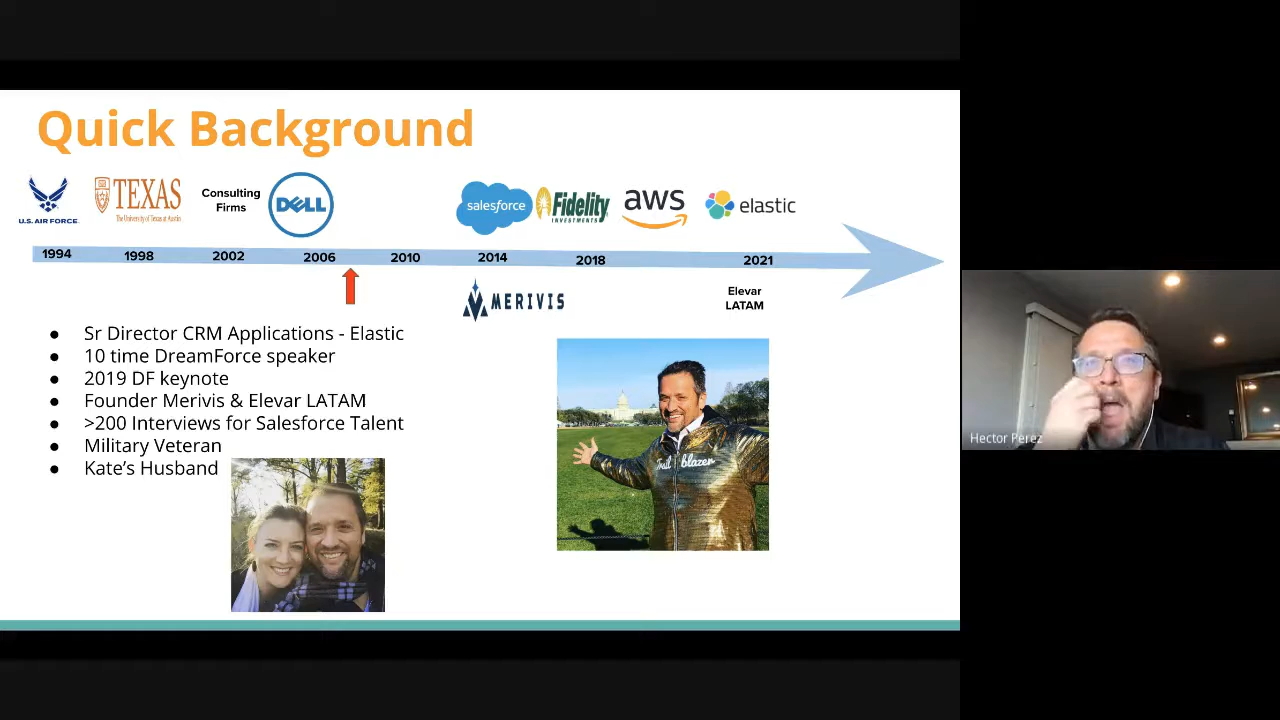 Quick Background
U.S. AIR FORCE
TEXAS
The University of Texas at Austin
Consulting
Firms
DELL
salesforce
Fidelity
INVESTMENTS
aws
elastic
1994 1998 2002 2006 2010 2014 2018 2021
MERIVIS
Elevar
LATAM
● Sr Director CRM Applications - Elastic
● 10 time DreamForce speaker
● 2019 DF keynote
● Founder Merivis & Elevar LATAM
● >200 Interviews for Salesforce Talent
● Military Veteran
● Kate's Husband
Trail blazer
Hector Perez